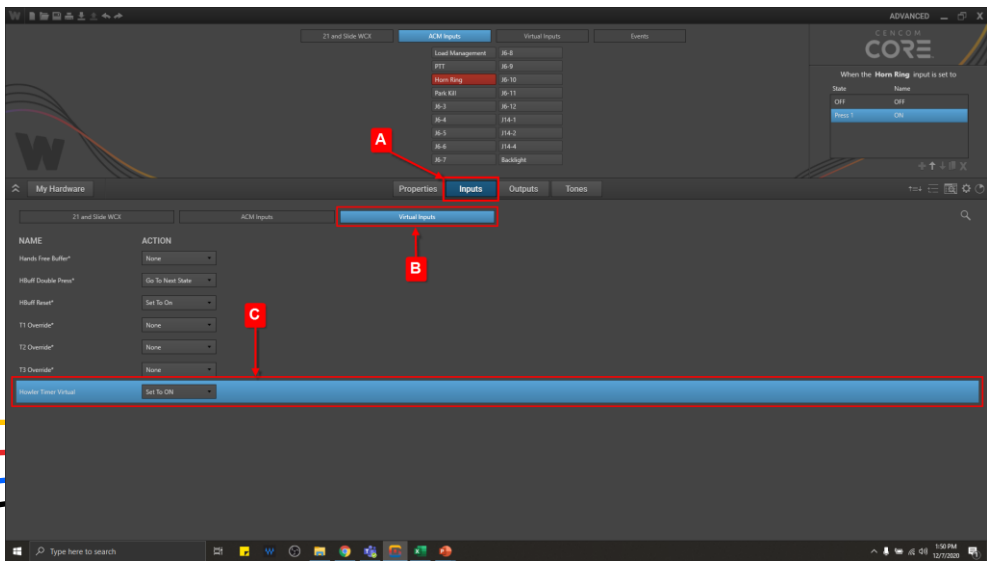 W ADVANCED
21 and Slide WCX ACM Inputs Virtual Inputs Events
CENCOM
CORE
Load Management J6-8
PTT J6-9
Horn Ring J6-10
Park Kill J6-11
J6-3 J6-12
J6-4 J14-1
J6-5 J14-2
J6-6 J14-4
J6-7 Backlight
When the Horn Ring input is set to
State Name
OFF OFF
Press 1 ON
A
W
My Hardware Properties Inputs Outputs Tones
21 and Slide WCX ACM Inputs Virtual Inputs
NAME ACTION
Hands Free Buffer* None
B
HBuff Double Press* Go To Next State
HBuff Reset* Set To On
C
T1 Override* None
T2 Override* None
T3 Override* None
Howler Timer Virtual Set To ON
Type here to search
1:50 PM
12/7/2020